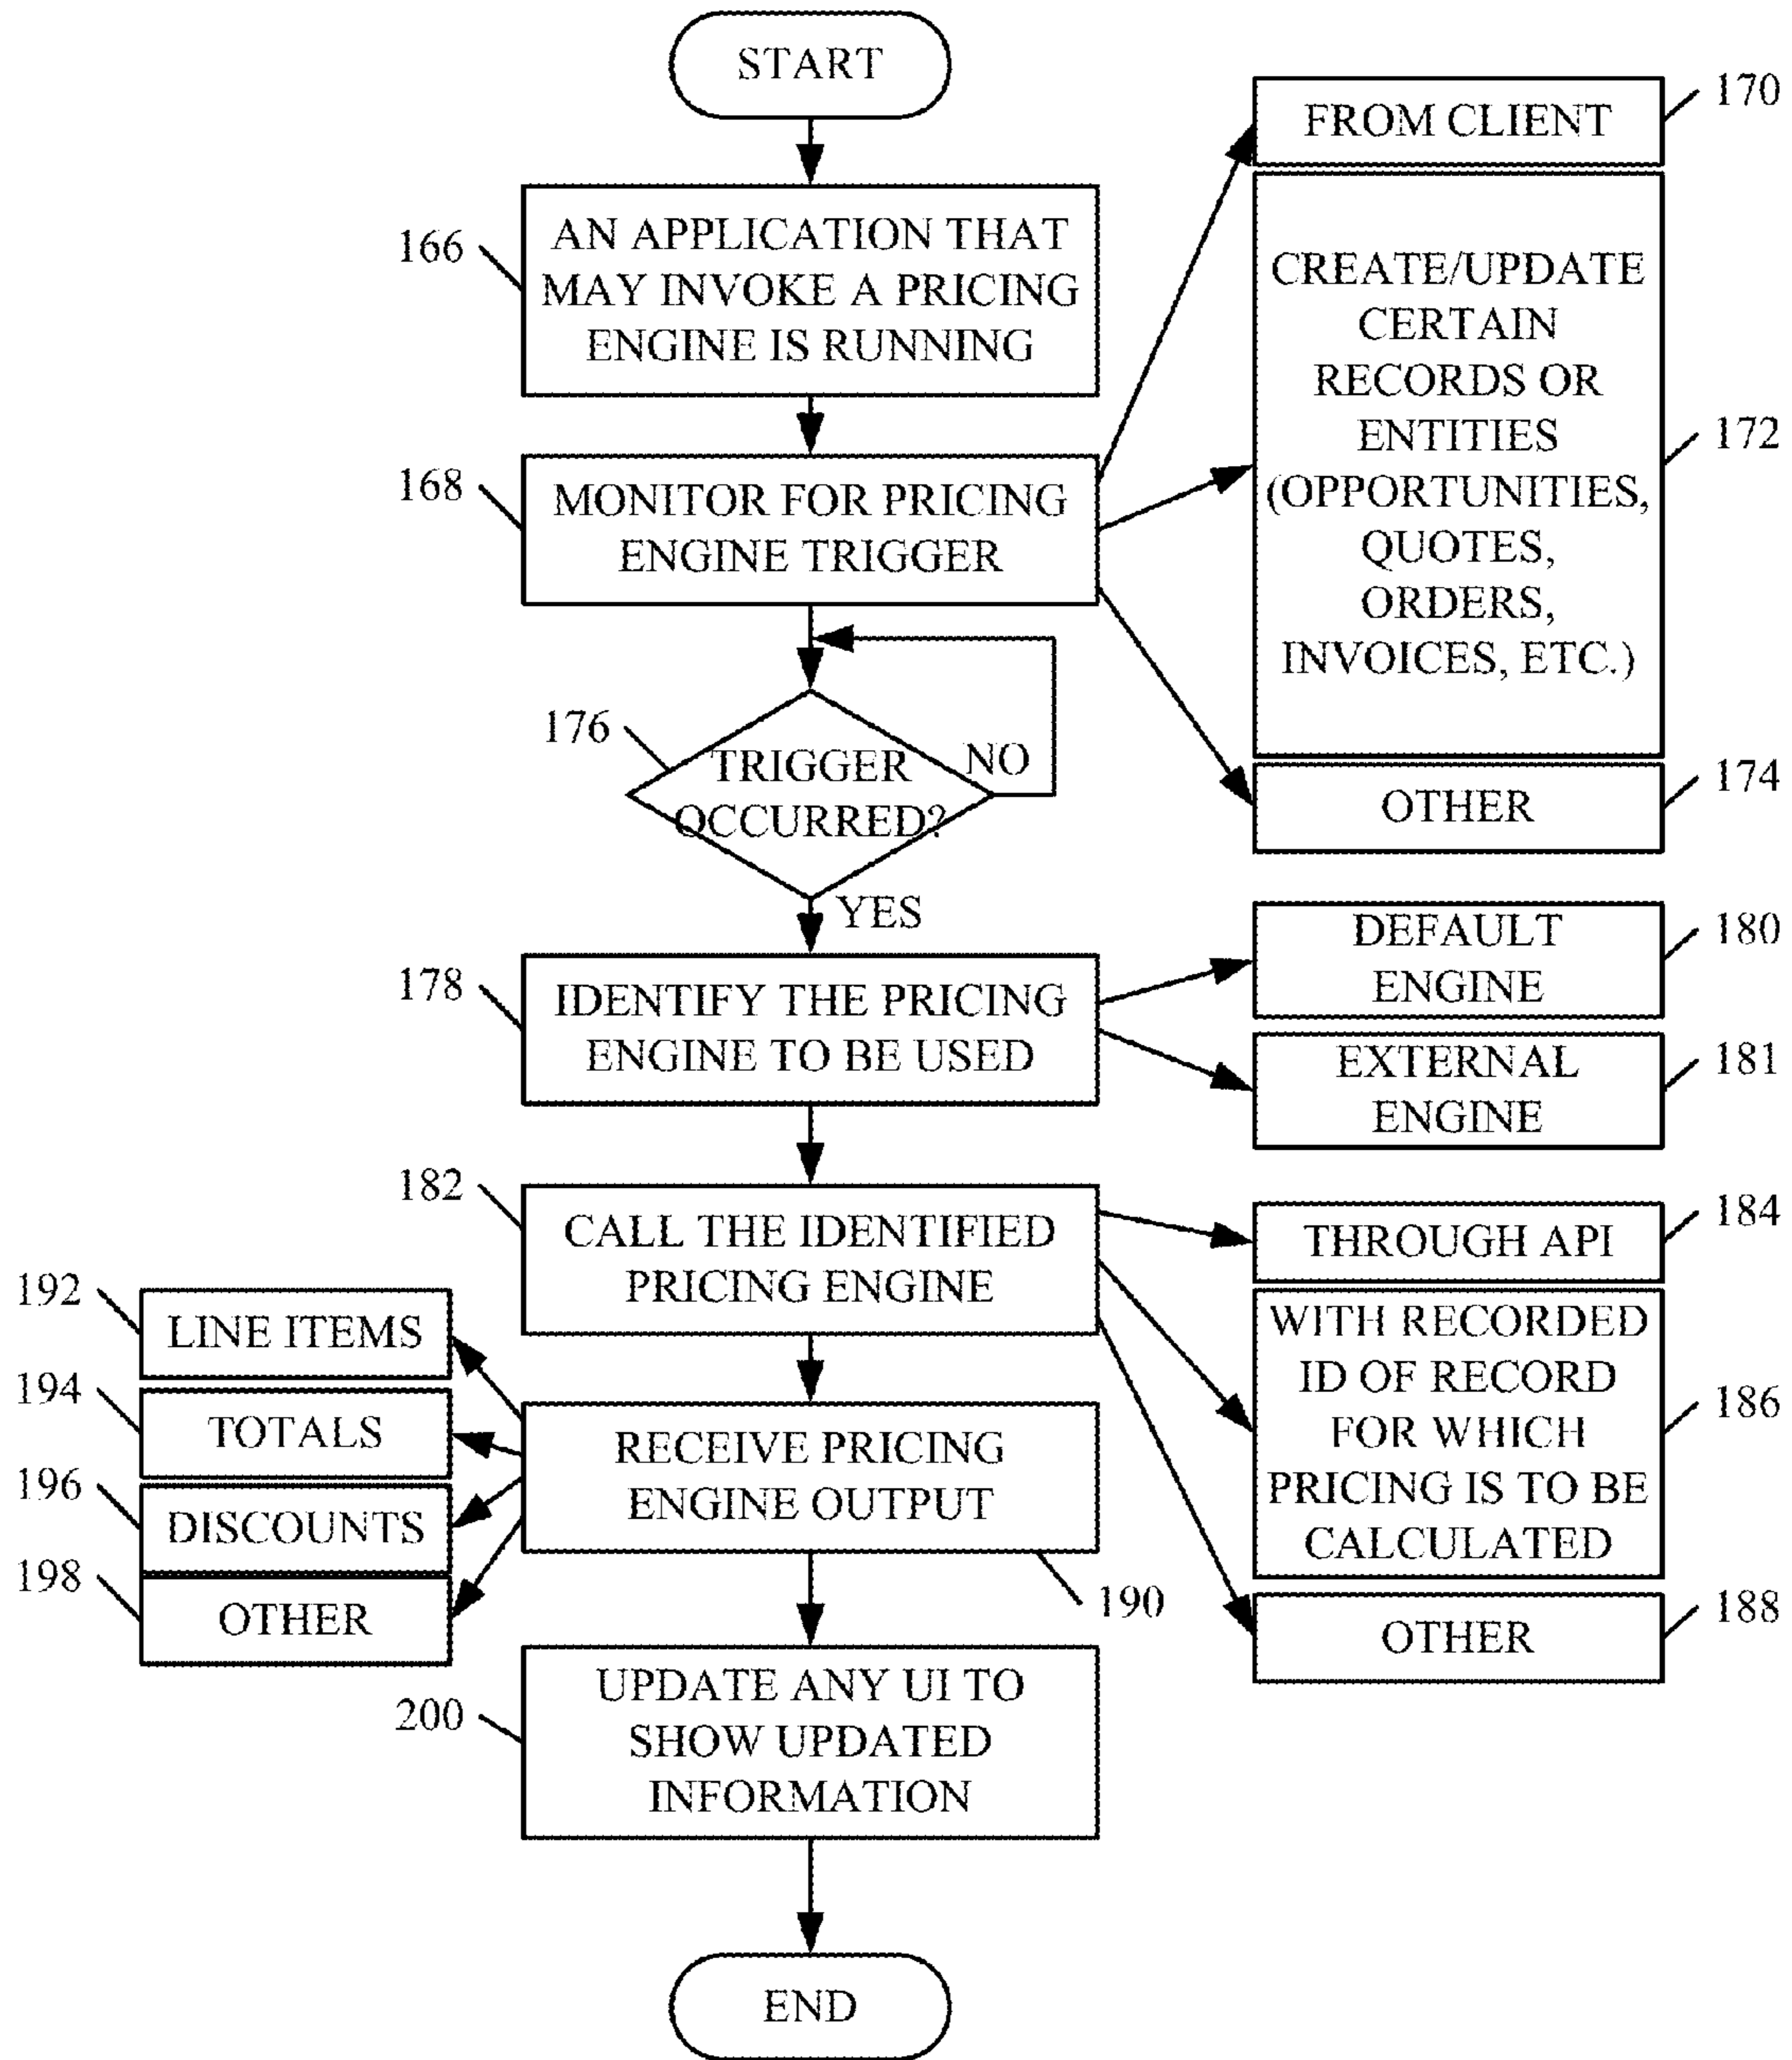 START
170
FROM CLIENT
166
AN APPLICATION THAT
MAY INVOKE A PRICING
ENGINE IS RUNNING
172
CREATE/UPDATE
CERTAIN
RECORDS OR
ENTITIES
(OPPORTUNITIES,
QUOTES,
ORDERS,
INVOICES, ETC.)
168
MONITOR FOR PRICING
ENGINE TRIGGER
174
OTHER
176
TRIGGER
OCCURRED?
NO
YES
178
IDENTIFY THE PRICING
ENGINE TO BE USED
180
DEFAULT
ENGINE
181
EXTERNAL
ENGINE
182
CALL THE IDENTIFIED
PRICING ENGINE
184
THROUGH API
186
WITH RECORDED
ID OF RECORD
FOR WHICH
PRICING IS TO BE
CALCULATED
188
OTHER
192
LINE ITEMS
194
TOTALS
196
DISCOUNTS
198
OTHER
RECEIVE PRICING
ENGINE OUTPUT
190
200
UPDATE ANY UI TO
SHOW UPDATED
INFORMATION
END